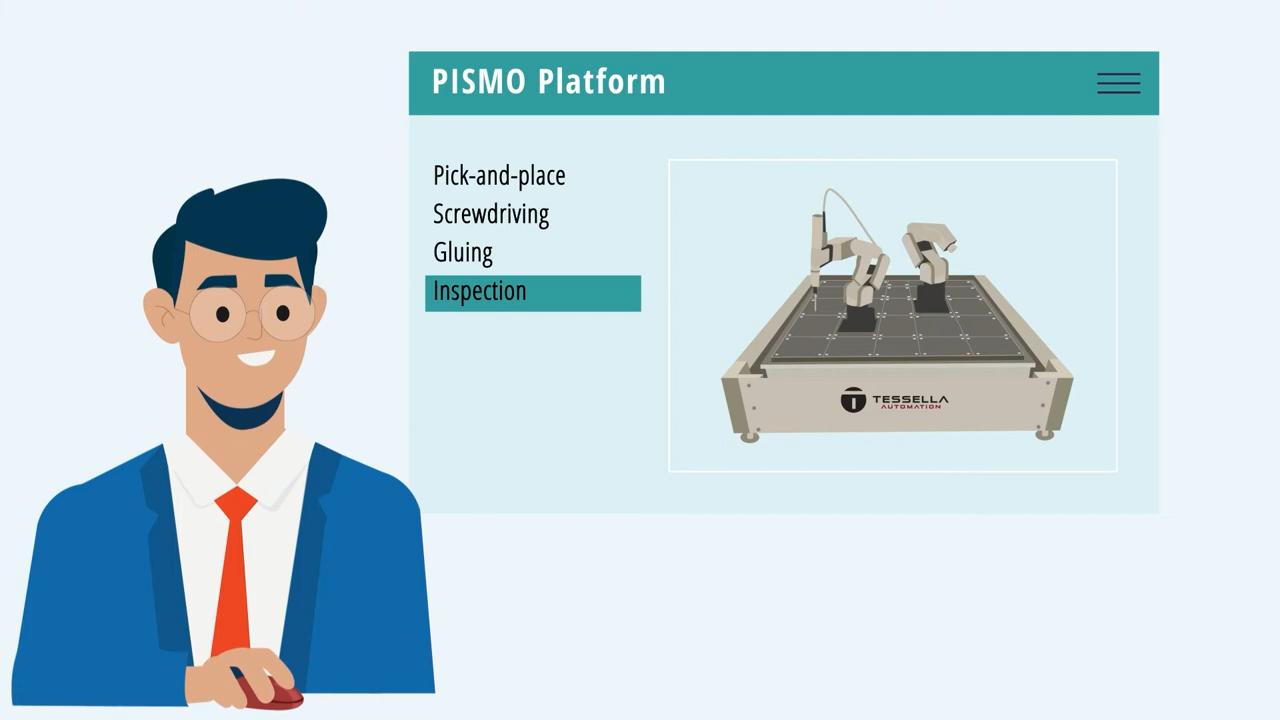 PISMO Platform
Pick-and-place
Screwdriving
Gluing
Inspection
TESSELLA
AUTOMATION